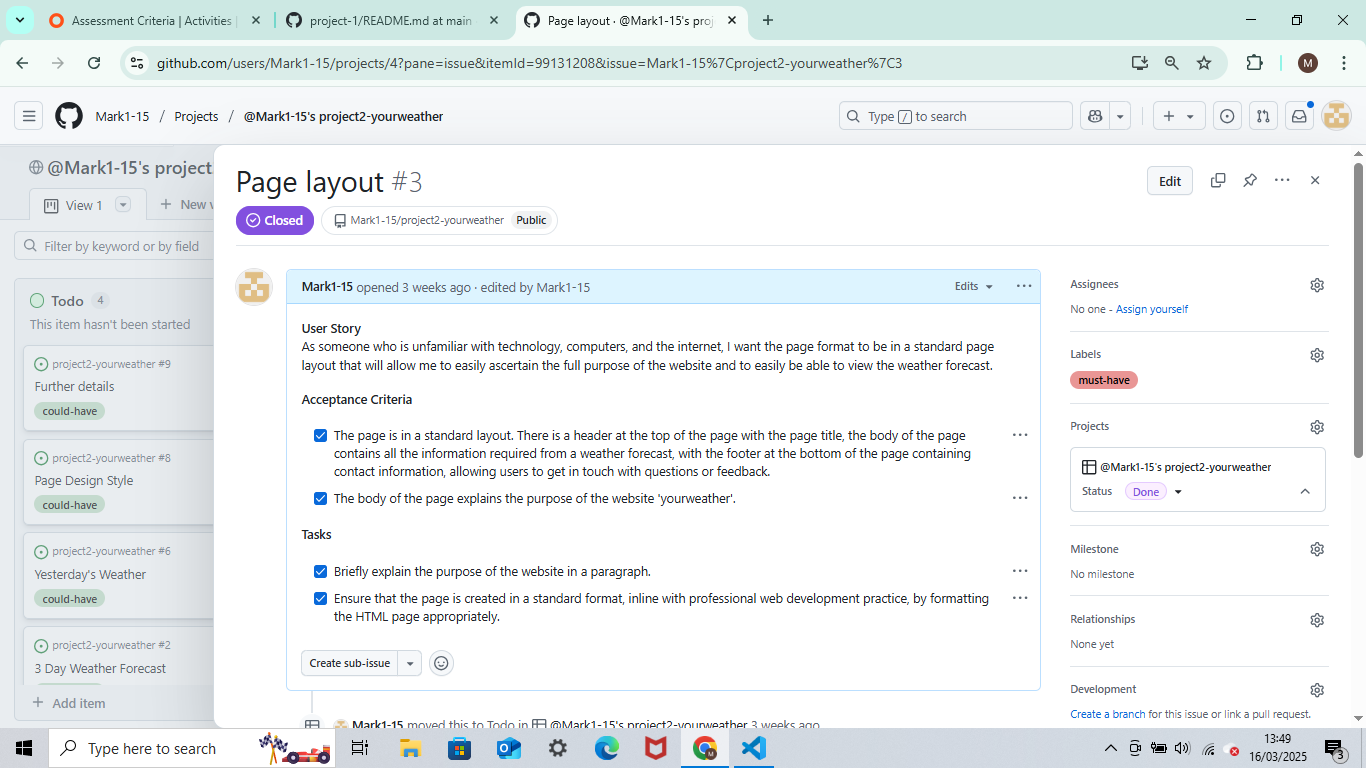 Assessment Criteria | Activities
project-1/README.md at main
Page layout · @Mark1-15's proj
github.com/users/Mark1-15/projects/4?pane=issue&itemId=99131208&issue=Mark1-15%7Cproject2-yourweather%7C3
M
Mark1-15 / Projects / @Mark1-15's project2-yourweather
Type / to search
@Mark1-15's project
View 1
New v
Filter by keyword or by field
Todo 4
This item hasn't been started
project2-yourweather #9
Further details
could-have
project2-yourweather #8
Page Design Style
could-have
project2-yourweather #6
Yesterday's Weather
could-have
project2-yourweather #2
3 Day Weather Forecast
Add item
Page layout #3
Edit
Closed
Mark1-15/project2-yourweather Public
Mark1-15 opened 3 weeks ago · edited by Mark1-15
Edits
User Story
As someone who is unfamiliar with technology, computers, and the internet, I want the page format to be in a standard page
layout that will allow me to easily ascertain the full purpose of the website and to easily be able to view the weather forecast.
Acceptance Criteria
The page is in a standard layout. There is a header at the top of the page with the page title, the body of the page
contains all the information required from a weather forecast, with the footer at the bottom of the page containing
contact information, allowing users to get in touch with questions or feedback.
The body of the page explains the purpose of the website 'yourweather'.
Tasks
Briefly explain the purpose of the website in a paragraph.
Ensure that the page is created in a standard format, inline with professional web development practice, by formatting
the HTML page appropriately.
Create sub-issue
Mark1-15 moved this to Todo in @Mark1-15's project2-yourweather 3 weeks ago
Assignees
No one - Assign yourself
Labels
must-have
Projects
@Mark1-15's project2-yourweather
Status Done
Milestone
No milestone
Relationships
None yet
Development
Create a branch for this issue or link a pull request.
Type here to search
13:49
16/03/2025
3